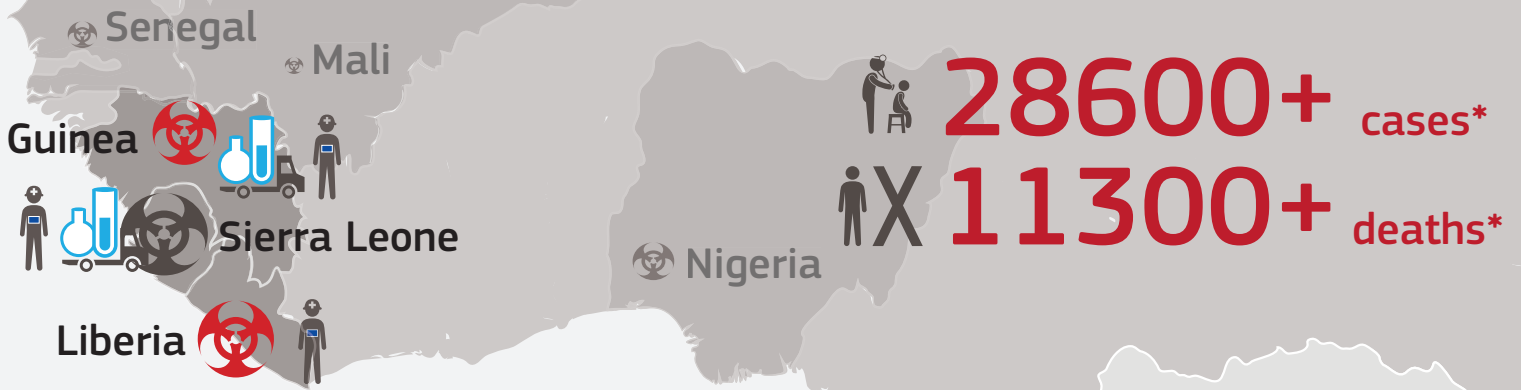 Senegal
Mali
Guinea
Sierra Leone
Liberia
Nigeria
28600+ cases*
X 11300+ deaths*